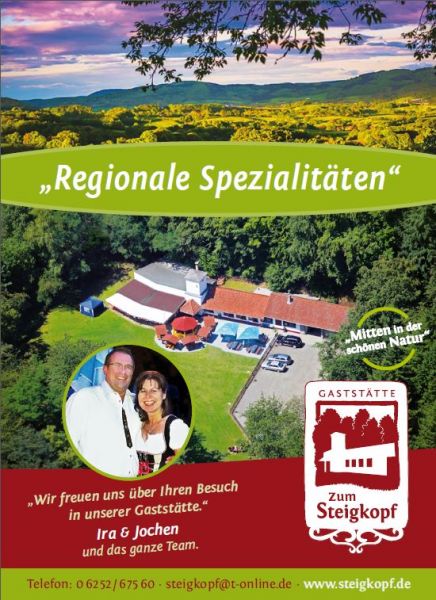 „Regionale Spezialitäten“
„Mitten in der
schönen Natur“
GASTSTÄTTE
Zum
Steigkopf
„Wir freuen uns über Ihren Besuch
in unserer Gaststätte.“
Ira & Jochen
und das ganze Team.
Telefon: 0 6252 / 675 60 · steigkopf@t-online.de · www.steigkopf.de